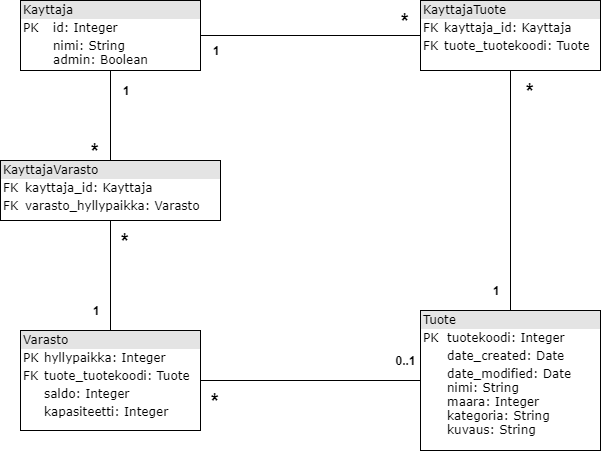 Kayttaja
PK id: Integer
nimi: String
admin: Boolean
1
*
KayttajaTuote
FK kayttaja_id: Kayttaja
FK tuote_tuotekoodi: Tuote
1
*
*
KayttajaVarasto
FK kayttaja_id: Kayttaja
FK varasto_hyllypaikka: Varasto
*
1
1
Varasto
PK hyllypaikka: Integer
FK tuote_tuotekoodi: Tuote
saldo: Integer
kapasiteetti: Integer
*
0..1
Tuote
PK tuotekoodi: Integer
date_created: Date
date_modified: Date
nimi: String
maara: Integer
kategoria: String
kuvaus: String